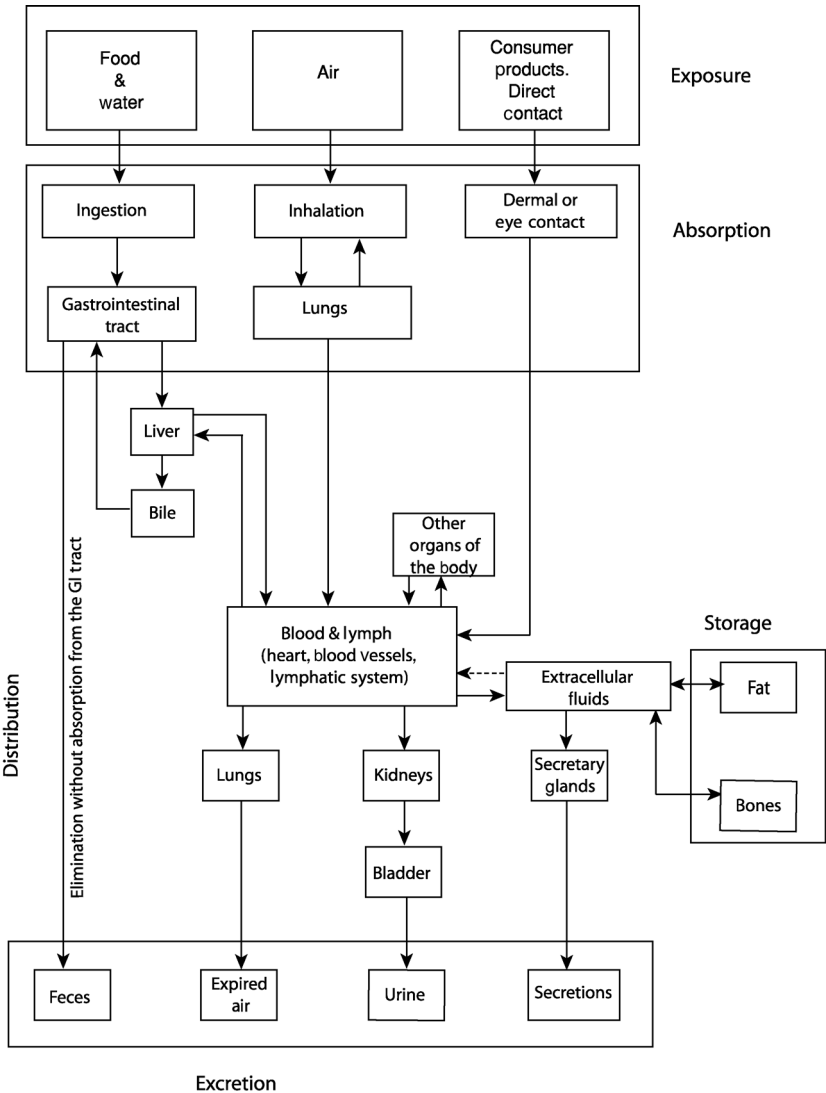 Food
&
water
Air
Consumer
products.
Direct
contact
Exposure
Ingestion
Inhalation
Dermal or
eye contact
Absorption
Gastrointestinal
tract
Lungs
Liver
Bile
Other
organs of
the body
Blood & lymph
(heart, blood vessels,
lymphatic system)
Extracellular
fluids
Storage
Fat
Bones
Distribution
Elimination without absorption from the GI tract
Lungs
Kidneys
Secretary
glands
Bladder
Feces
Expired
air
Urine
Secretions
Excretion